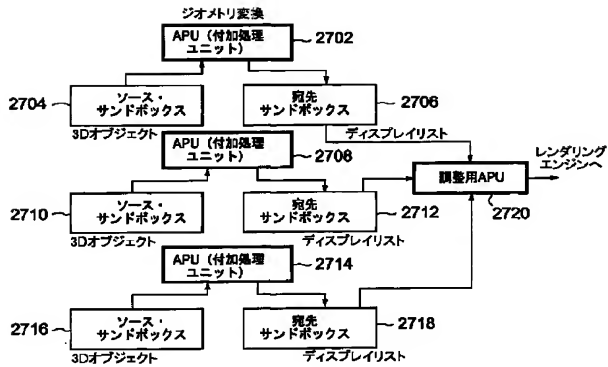 ジオメトリ変換
APU（付加処理
ユニット）
2702
2704
ソース・
サンドボックス
3Dオブジェクト
宛先
サンドボックス
2706
ディスプレイリスト
APU（付加処理
ユニット）
2708
2710
ソース・
サンドボックス
3Dオブジェクト
宛先
サンドボックス
2712
ディスプレイリスト
調整用APU
2720
レンダリング
エンジンへ
APU（付加処理
ユニット）
2714
2716
ソース・
サンドボックス
3Dオブジェクト
宛先
サンドボックス
2718
ディスプレイリスト